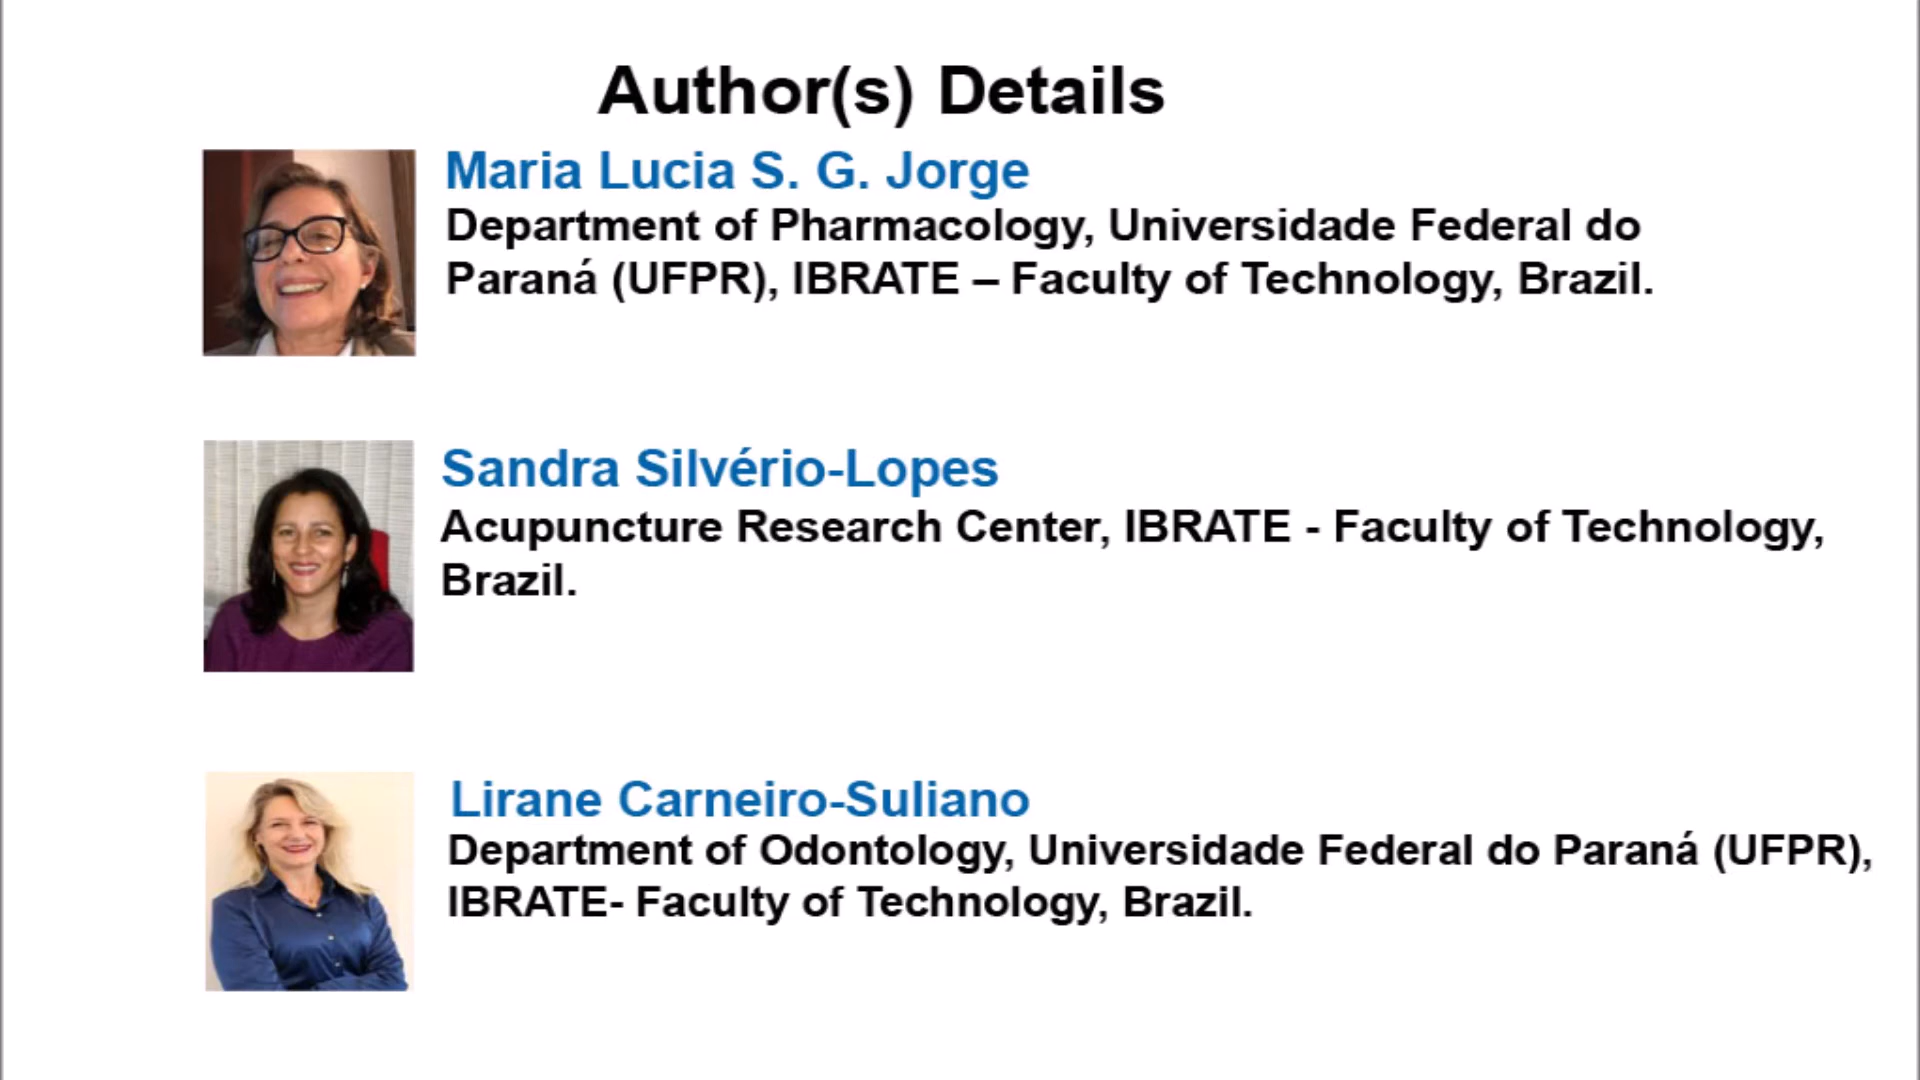 Author(s) Details
Maria Lucia S. G. Jorge
Department of Pharmacology, Universidade Federal do
Paraná (UFPR), IBRATE – Faculty of Technology, Brazil.
Sandra Silvério-Lopes
Acupuncture Research Center, IBRATE - Faculty of Technology,
Brazil.
Lirane Carneiro-Suliano
Department of Odontology, Universidade Federal do Paraná (UFPR),
IBRATE- Faculty of Technology, Brazil.